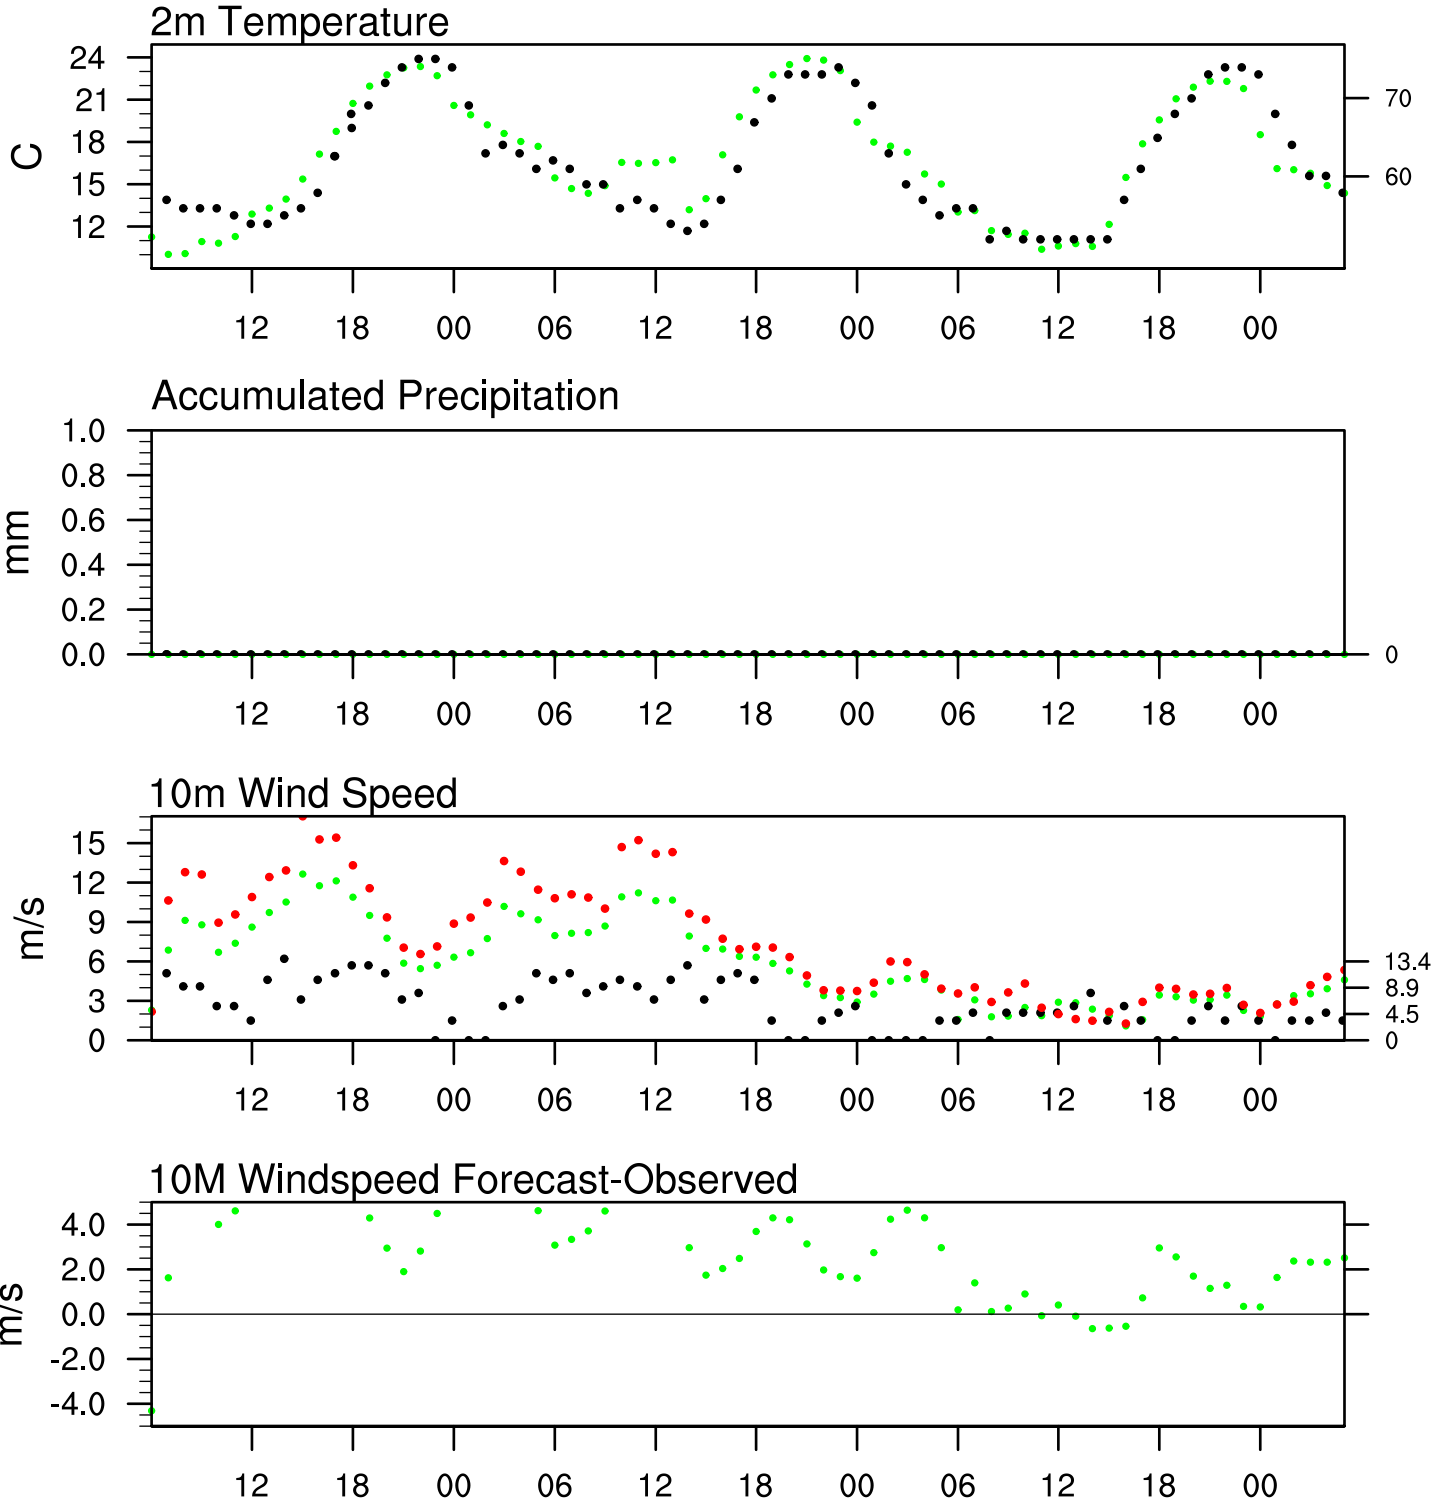 2m Temperature
C
24
21
18
15
12
70
60
12 18 00 06 12 18 00 06 12 18 00
Accumulated Precipitation
mm
1.0
0.8
0.6
0.4
0.2
0.0
0
12 18 00 06 12 18 00 06 12 18 00
10m Wind Speed
m/s
15
12
9
6
3
0
13.4
8.9
4.5
0
12 18 00 06 12 18 00 06 12 18 00
10M Windspeed Forecast-Observed
m/s
4.0
2.0
0.0
-2.0
-4.0
12 18 00 06 12 18 00 06 12 18 00